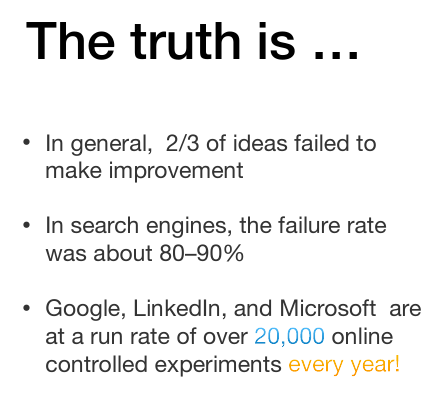 The truth is …
• In general,  2/3 of ideas failed to
make improvement
• In search engines, the failure rate
was about 80–90%
• Google, LinkedIn, and Microsoft  are
at a run rate of over 20,000 online
controlled experiments every year!